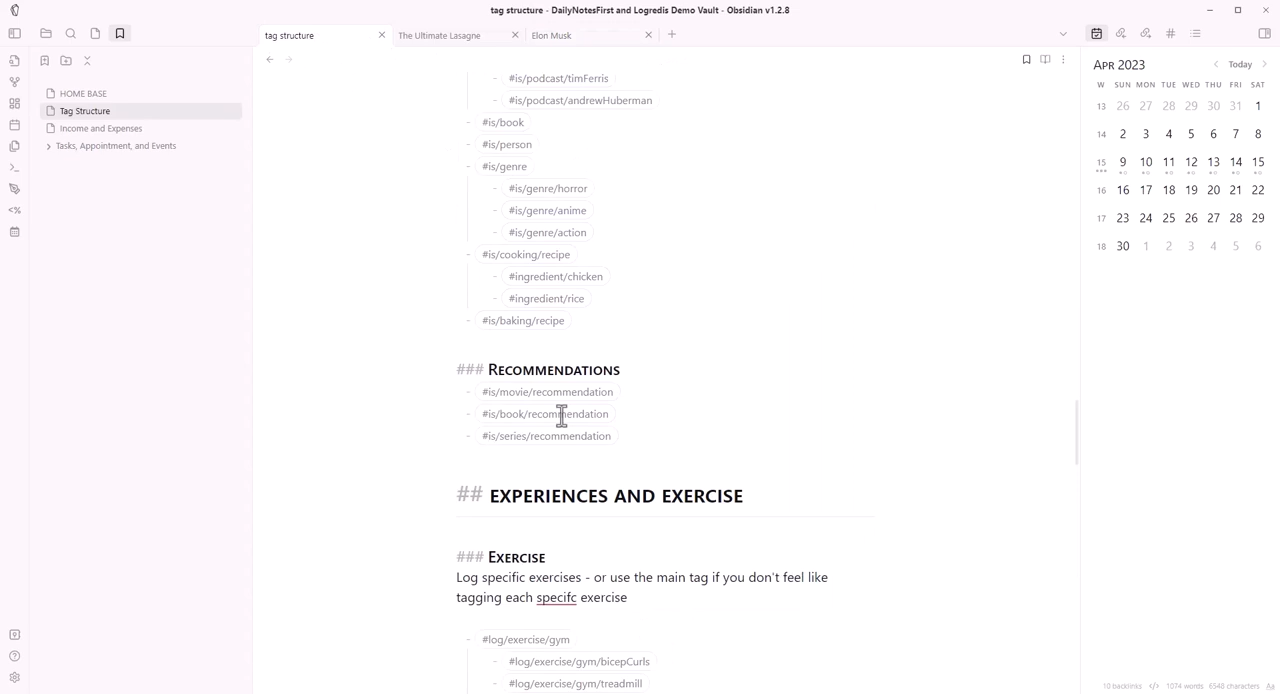 tag structure - DailyNotesFirst and Logredis Demo Vault - Obsidian v1.2.8
tag structure
The Ultimate Lasagne
Elon Musk
HOME BASE
Tag Structure
Income and Expenses
Tasks, Appointment, and Events
- #is/podcast/timFerris
- #is/podcast/andrewHuberman
- #is/book
- #is/person
- #is/genre
- #is/genre/horror
- #is/genre/anime
- #is/genre/action
- #is/cooking/recipe
- #ingredient/chicken
- #ingredient/rice
- #is/baking/recipe
### RECOMMENDATIONS
- #is/movie/recommendation
- #is/book/recommendation
- #is/series/recommendation
## EXPERIENCES AND EXERCISE
### EXERCISE
Log specific exercises - or use the main tag if you don't feel like
tagging each specifc exercise
- #log/exercise/gym
- #log/exercise/gym/bicepCurls
- #log/exercise/gym/treadmill
APR 2023
Today
W SUN MON TUE WED THU FRI SAT
13 26 27 28 29 30 31 1
14 2 3 4 5 6 7 8
15 9 10 11 12 13 14 15
16 16 17 18 19 20 21 22
17 23 24 25 26 27 28 29
18 30 1 2 3 4 5 6
10 backlinks </> 1074 words 6548 characters Aa